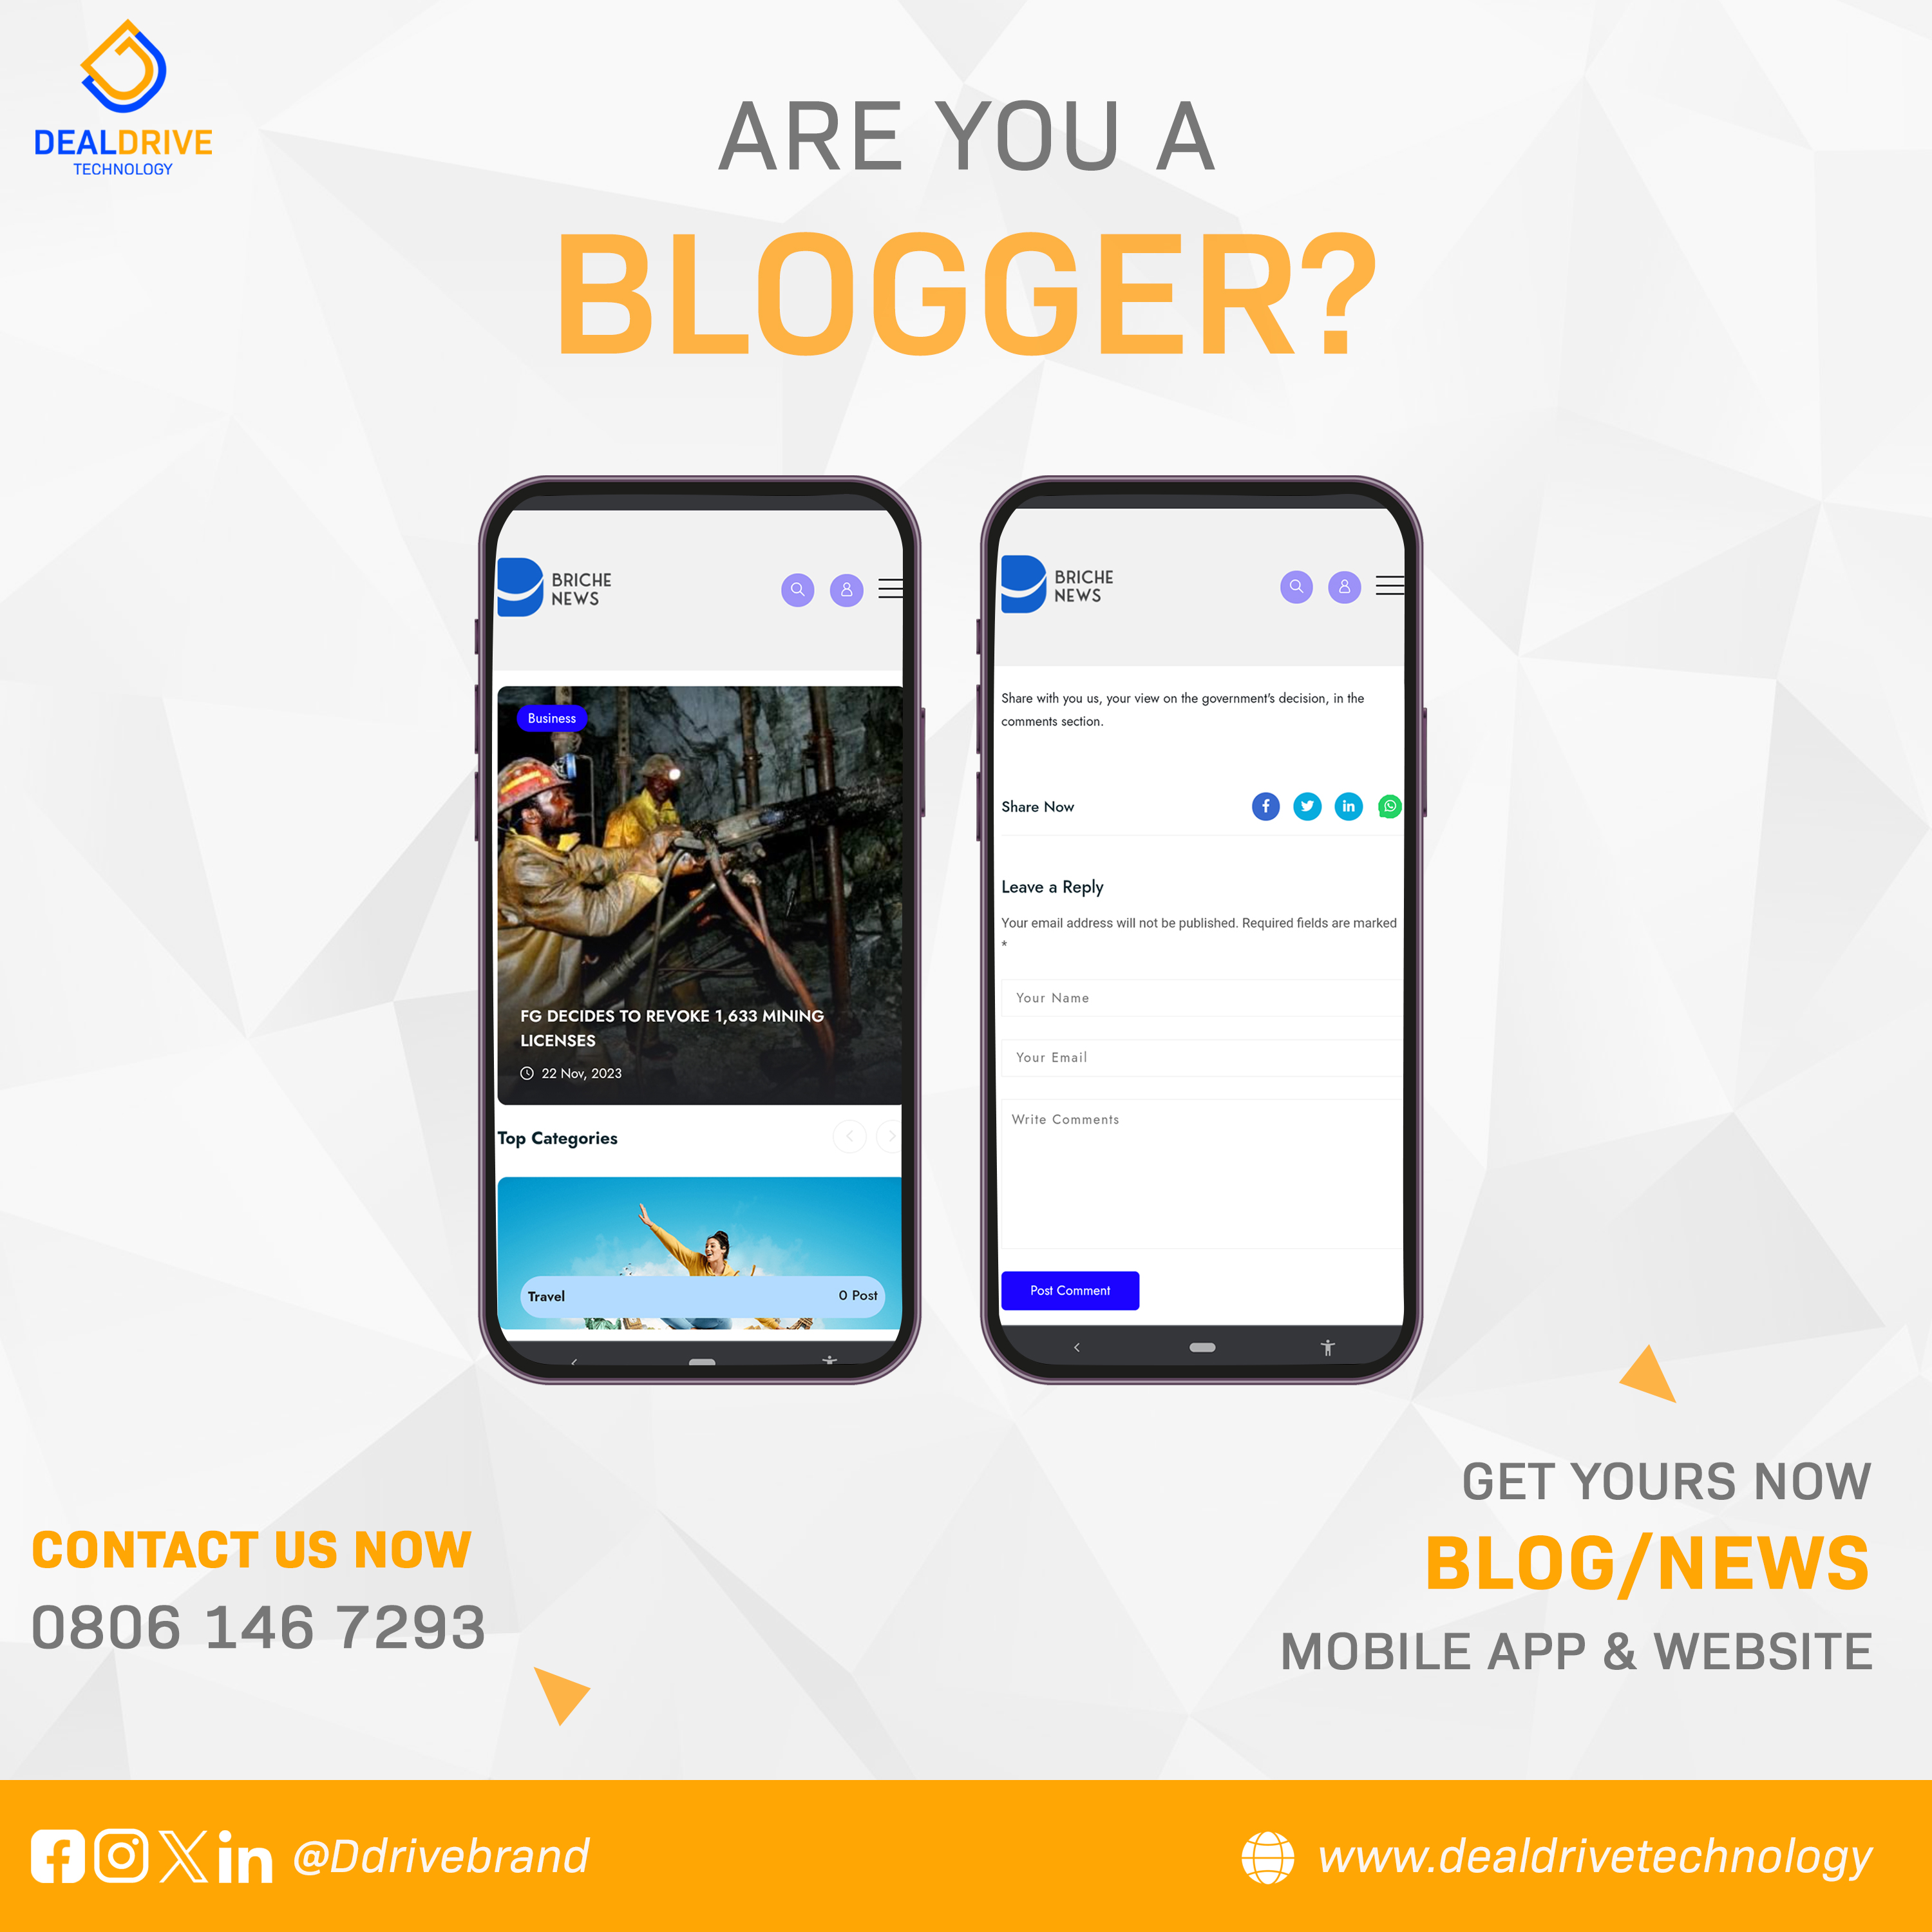 DEALDRIVE
TECHNOLOGY
ARE YOU A
BLOGGER?
BRICHE
NEWS
Business
FG DECIDES TO REVOKE 1,633 MINING
LICENSES
22 Nov, 2023
Top Categories
Travel 0 Post
BRICHE
NEWS
Share with you us, your view on the government's decision, in the
comments section.
Share Now
Leave a Reply
Your email address will not be published. Required fields are marked
*
Your Name
Your Email
Write Comments
Post Comment
CONTACT US NOW
0806 146 7293
GET YOURS NOW
BLOG/NEWS
MOBILE APP & WEBSITE
@Ddrivebrand
www.dealdrivetechnology